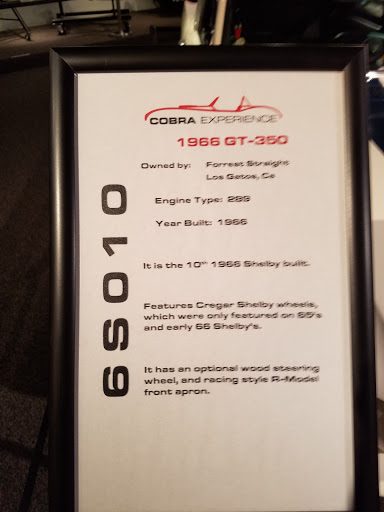 COBRA EXPERIENCE
1966 GT-350
Owned by: Forrest Straight
Los Gatos, Ca
Engine Type: 289
Year Built: 1966
6S010
It is the 10th 1966 Shelby built.
Features Cragar Shelby wheels,
which were only featured on 65's
and early 66 Shelby's.
It has an optional wood steering
wheel, and racing style R-Model
front apron.